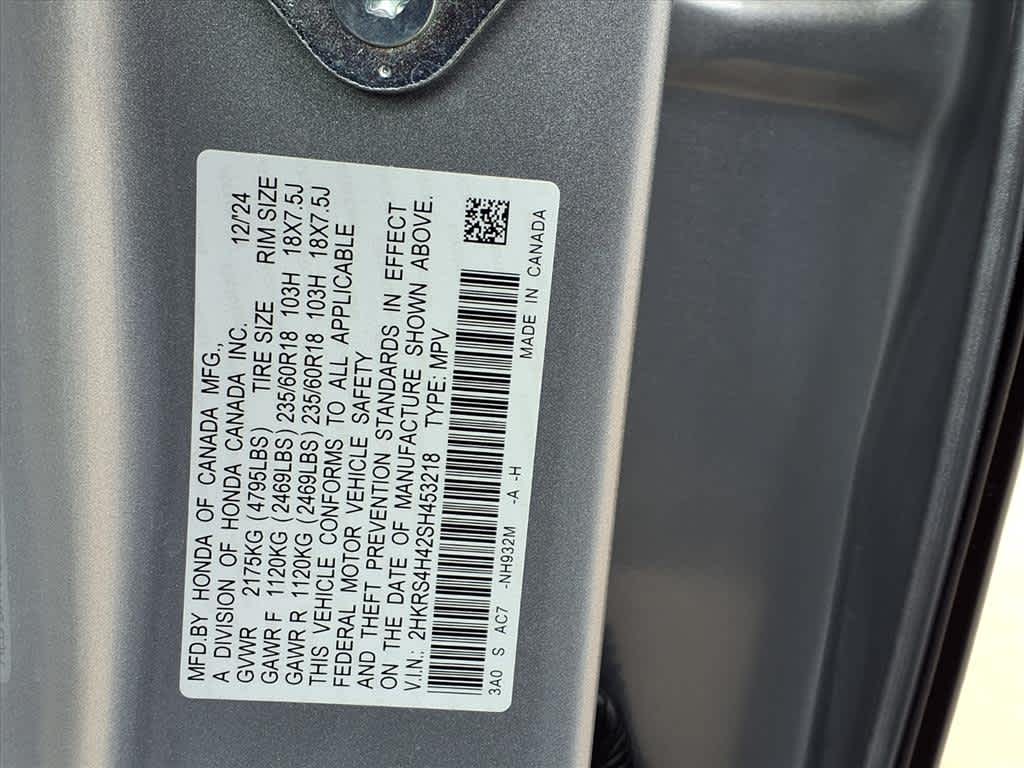 MFD.BY HONDA OF CANADA MFG.,
A DIVISION OF HONDA CANADA INC. 12/24
GVWR 2175KG (4795LBS) TIRE SIZE RIM SIZE
GAWR F 1120KG (2469LBS) 235/60R18 103H 18X7.5J
GAWR R 1120KG (2469LBS) 235/60R18 103H 18X7.5J
THIS VEHICLE CONFORMS TO ALL APPLICABLE
FEDERAL MOTOR VEHICLE SAFETY
AND THEFT PREVENTION STANDARDS IN EFFECT
ON THE DATE OF MANUFACTURE SHOWN ABOVE.
V.I.N.: 2HKRS4H42SH453218 TYPE: MPV
3A0 S AC7 -NH932M -A -H
MADE IN CANADA